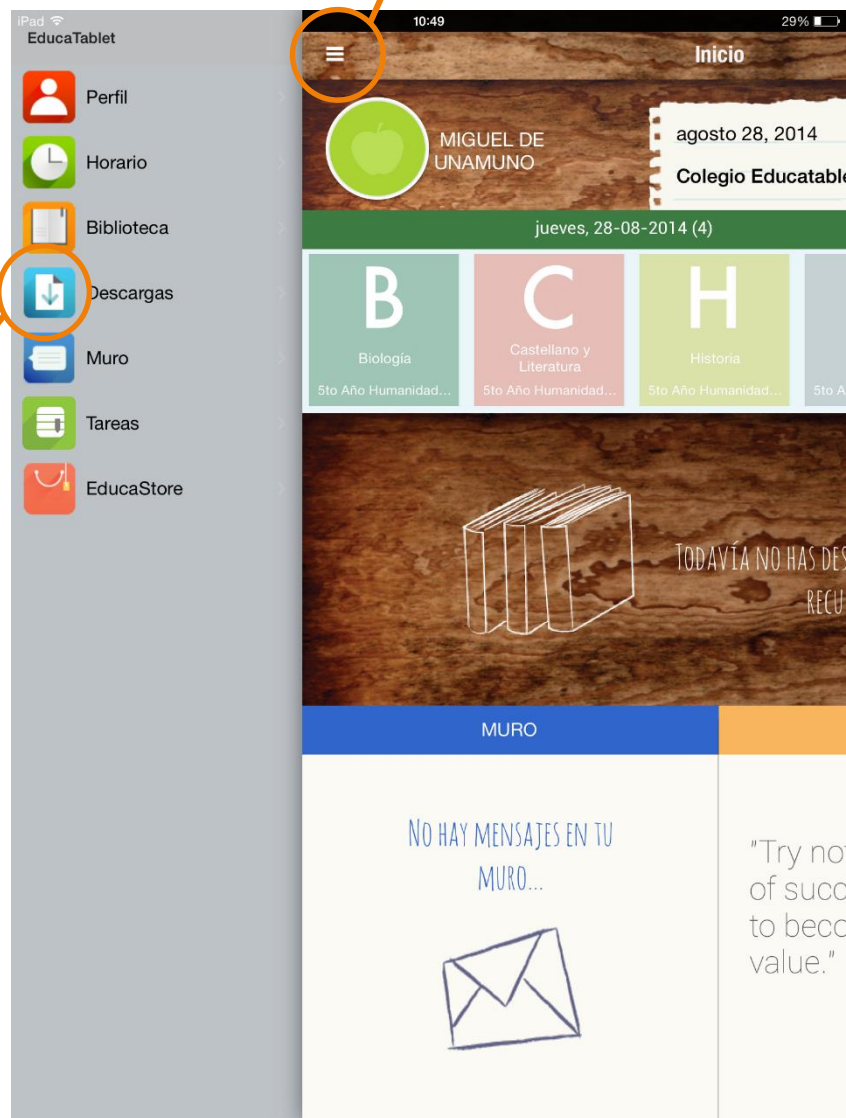 iPad
10:49
29%
EducaTablet
Inicio
Perfil
Horario
Biblioteca
Descargas
Muro
Tareas
EducaStore
MIGUEL DE
UNAMUNO
agosto 28, 2014
Colegio Educatable
jueves, 28-08-2014 (4)
B
Biología
5to Año Humanidad...
C
Castellano y
Literatura
5to Año Humanidad...
H
Historia
5to Año Humanidad...
5to A
TODAVÍA NO HAS DES
RECU
MURO
NO HAY MENSAJES EN TU
MURO...
"Try not
of succ
to beco
value."